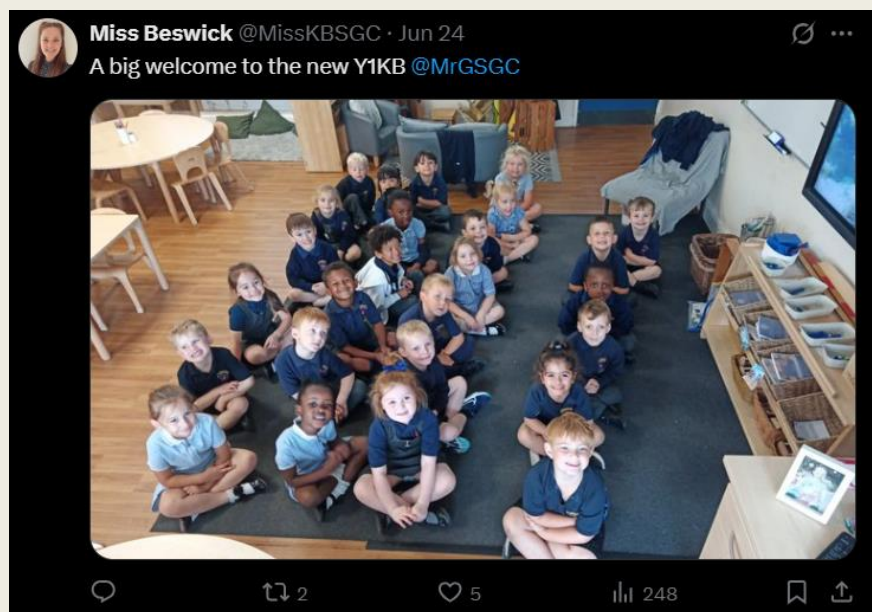 Miss Beswick @MissKBSGC · Jun 24
A big welcome to the new Y1KB @MrGSGC
2 5 248